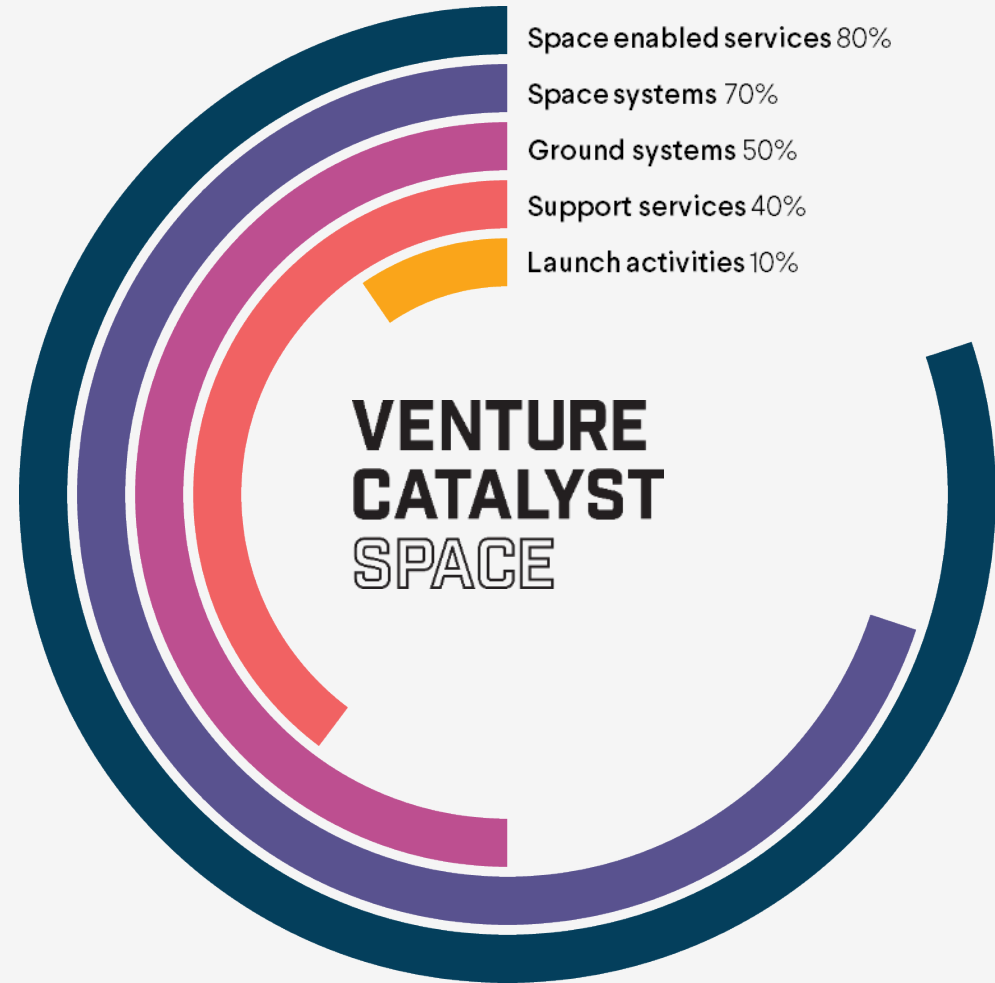 Space enabled services 80%
Space systems 70%
Ground systems 50%
Support services 40%
Launch activities 10%
VENTURE
CATALYST
SPACE